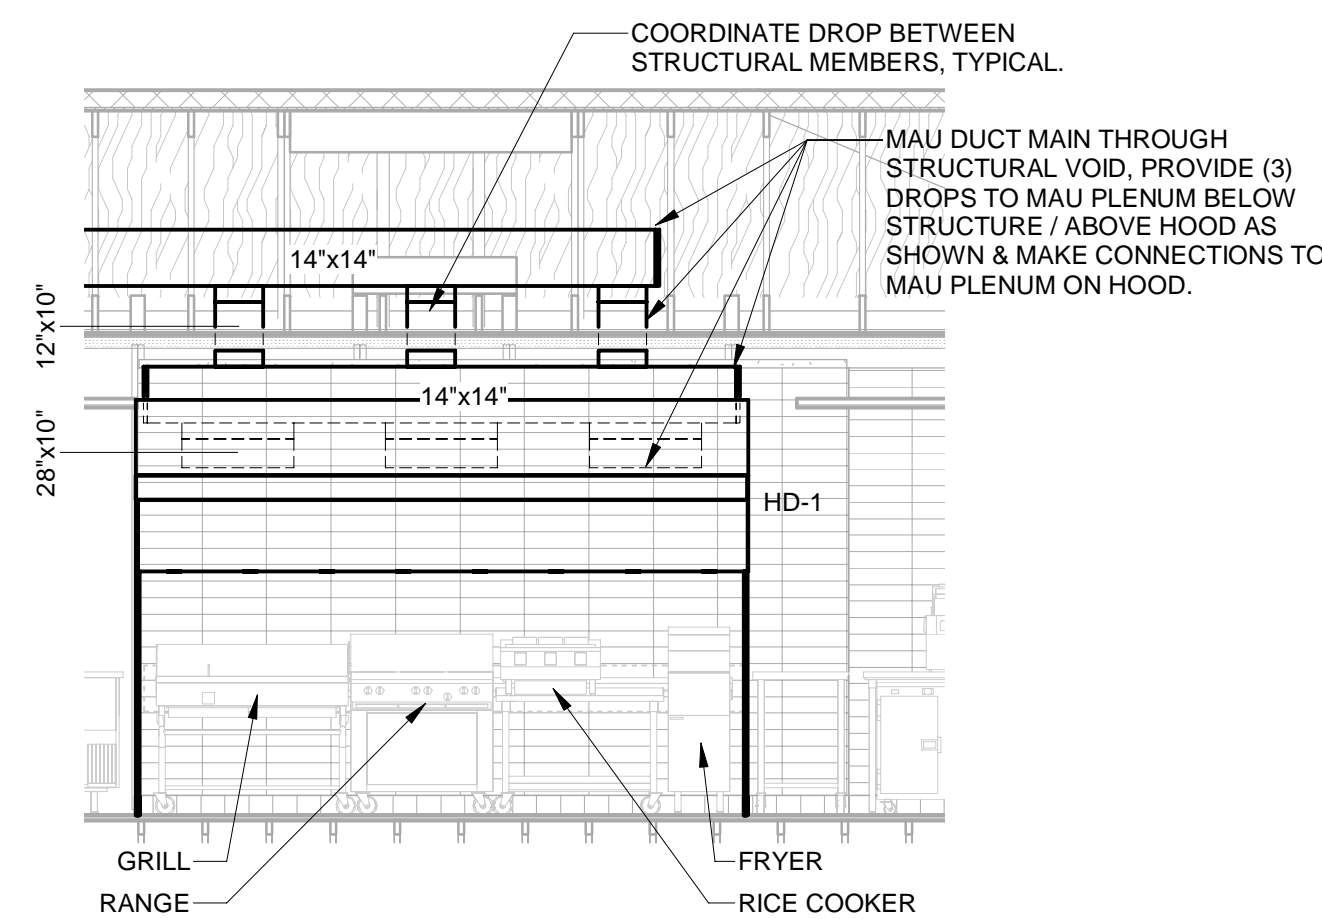 COORDINATE DROP BETWEEN
STRUCTURAL MEMBERS, TYPICAL.
MAU DUCT MAIN THROUGH
STRUCTURAL VOID, PROVIDE (3)
DROPS TO MAU PLENUM BELOW
STRUCTURE / ABOVE HOOD AS
SHOWN & MAKE CONNECTIONS TO
MAU PLENUM ON HOOD.
14"x14"
12"x10"
14"x14"
28"x10"
HD-1
GRILL
RANGE
FRYER
RICE COOKER